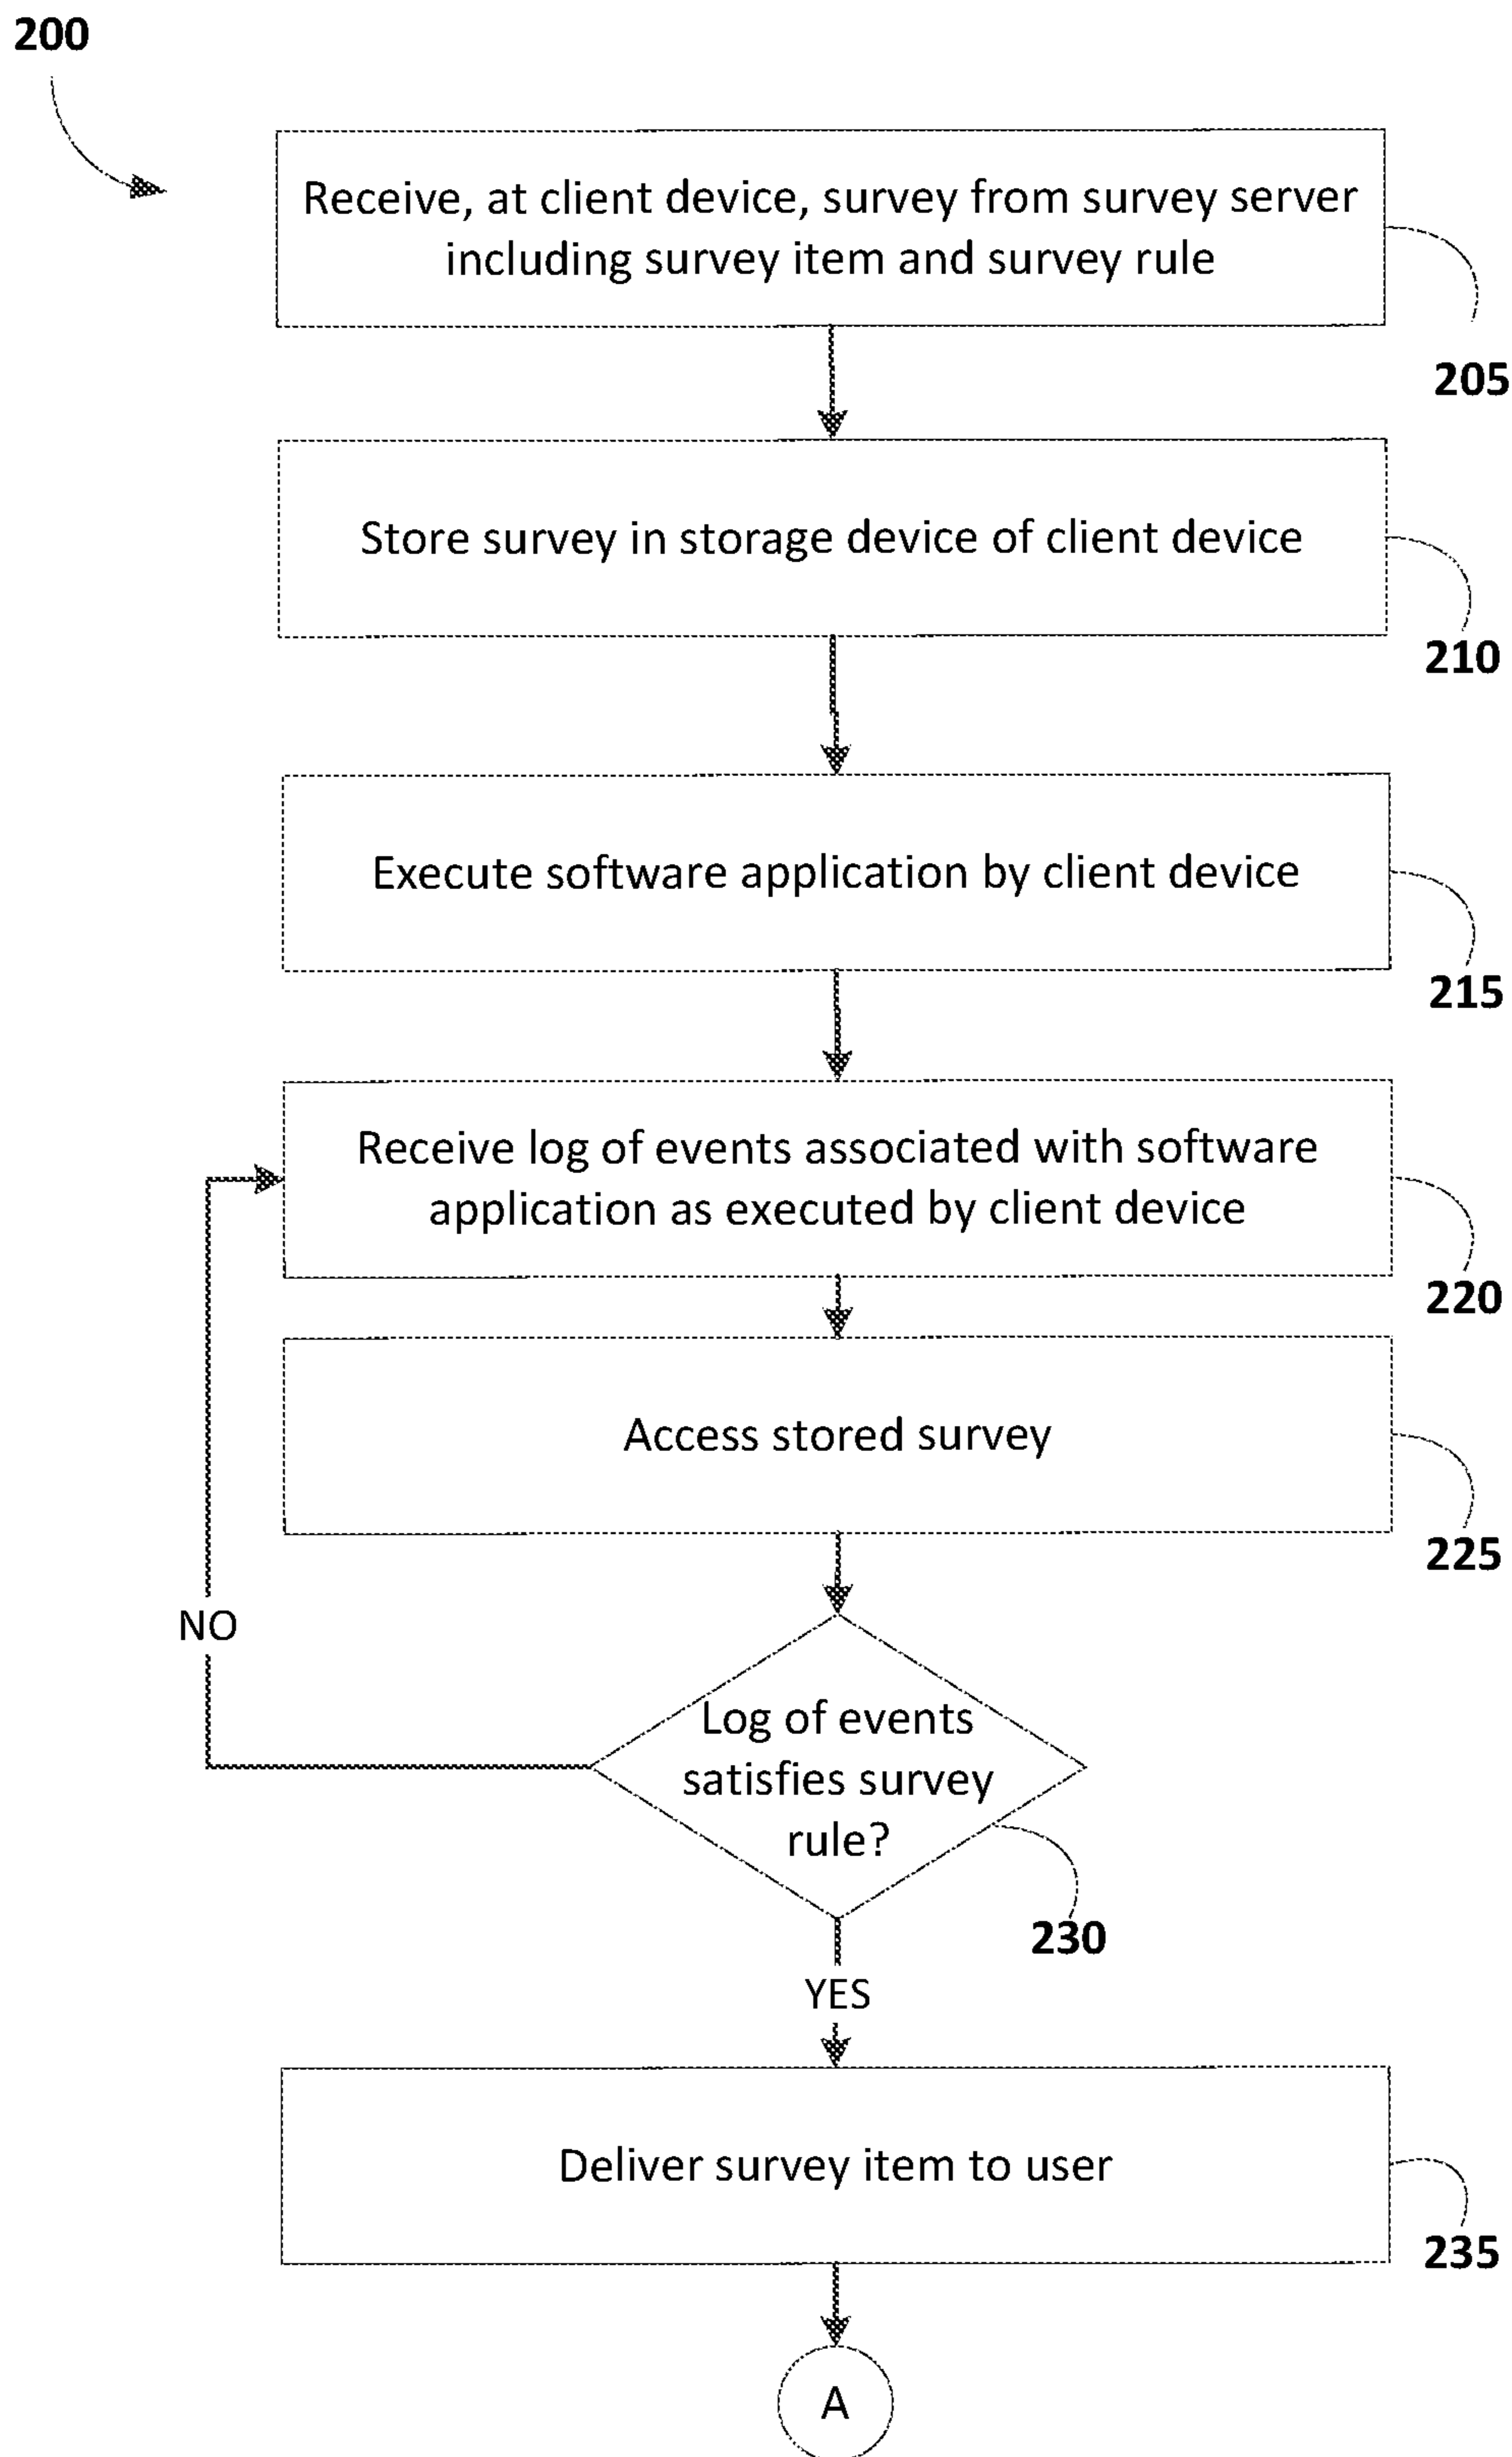 200
Receive, at client device, survey from survey server
including survey item and survey rule
205
Store survey in storage device of client device
210
Execute software application by client device
215
Receive log of events associated with software
application as executed by client device
220
Access stored survey
225
NO
Log of events
satisfies survey
rule?
230
YES
Deliver survey item to user
235
A